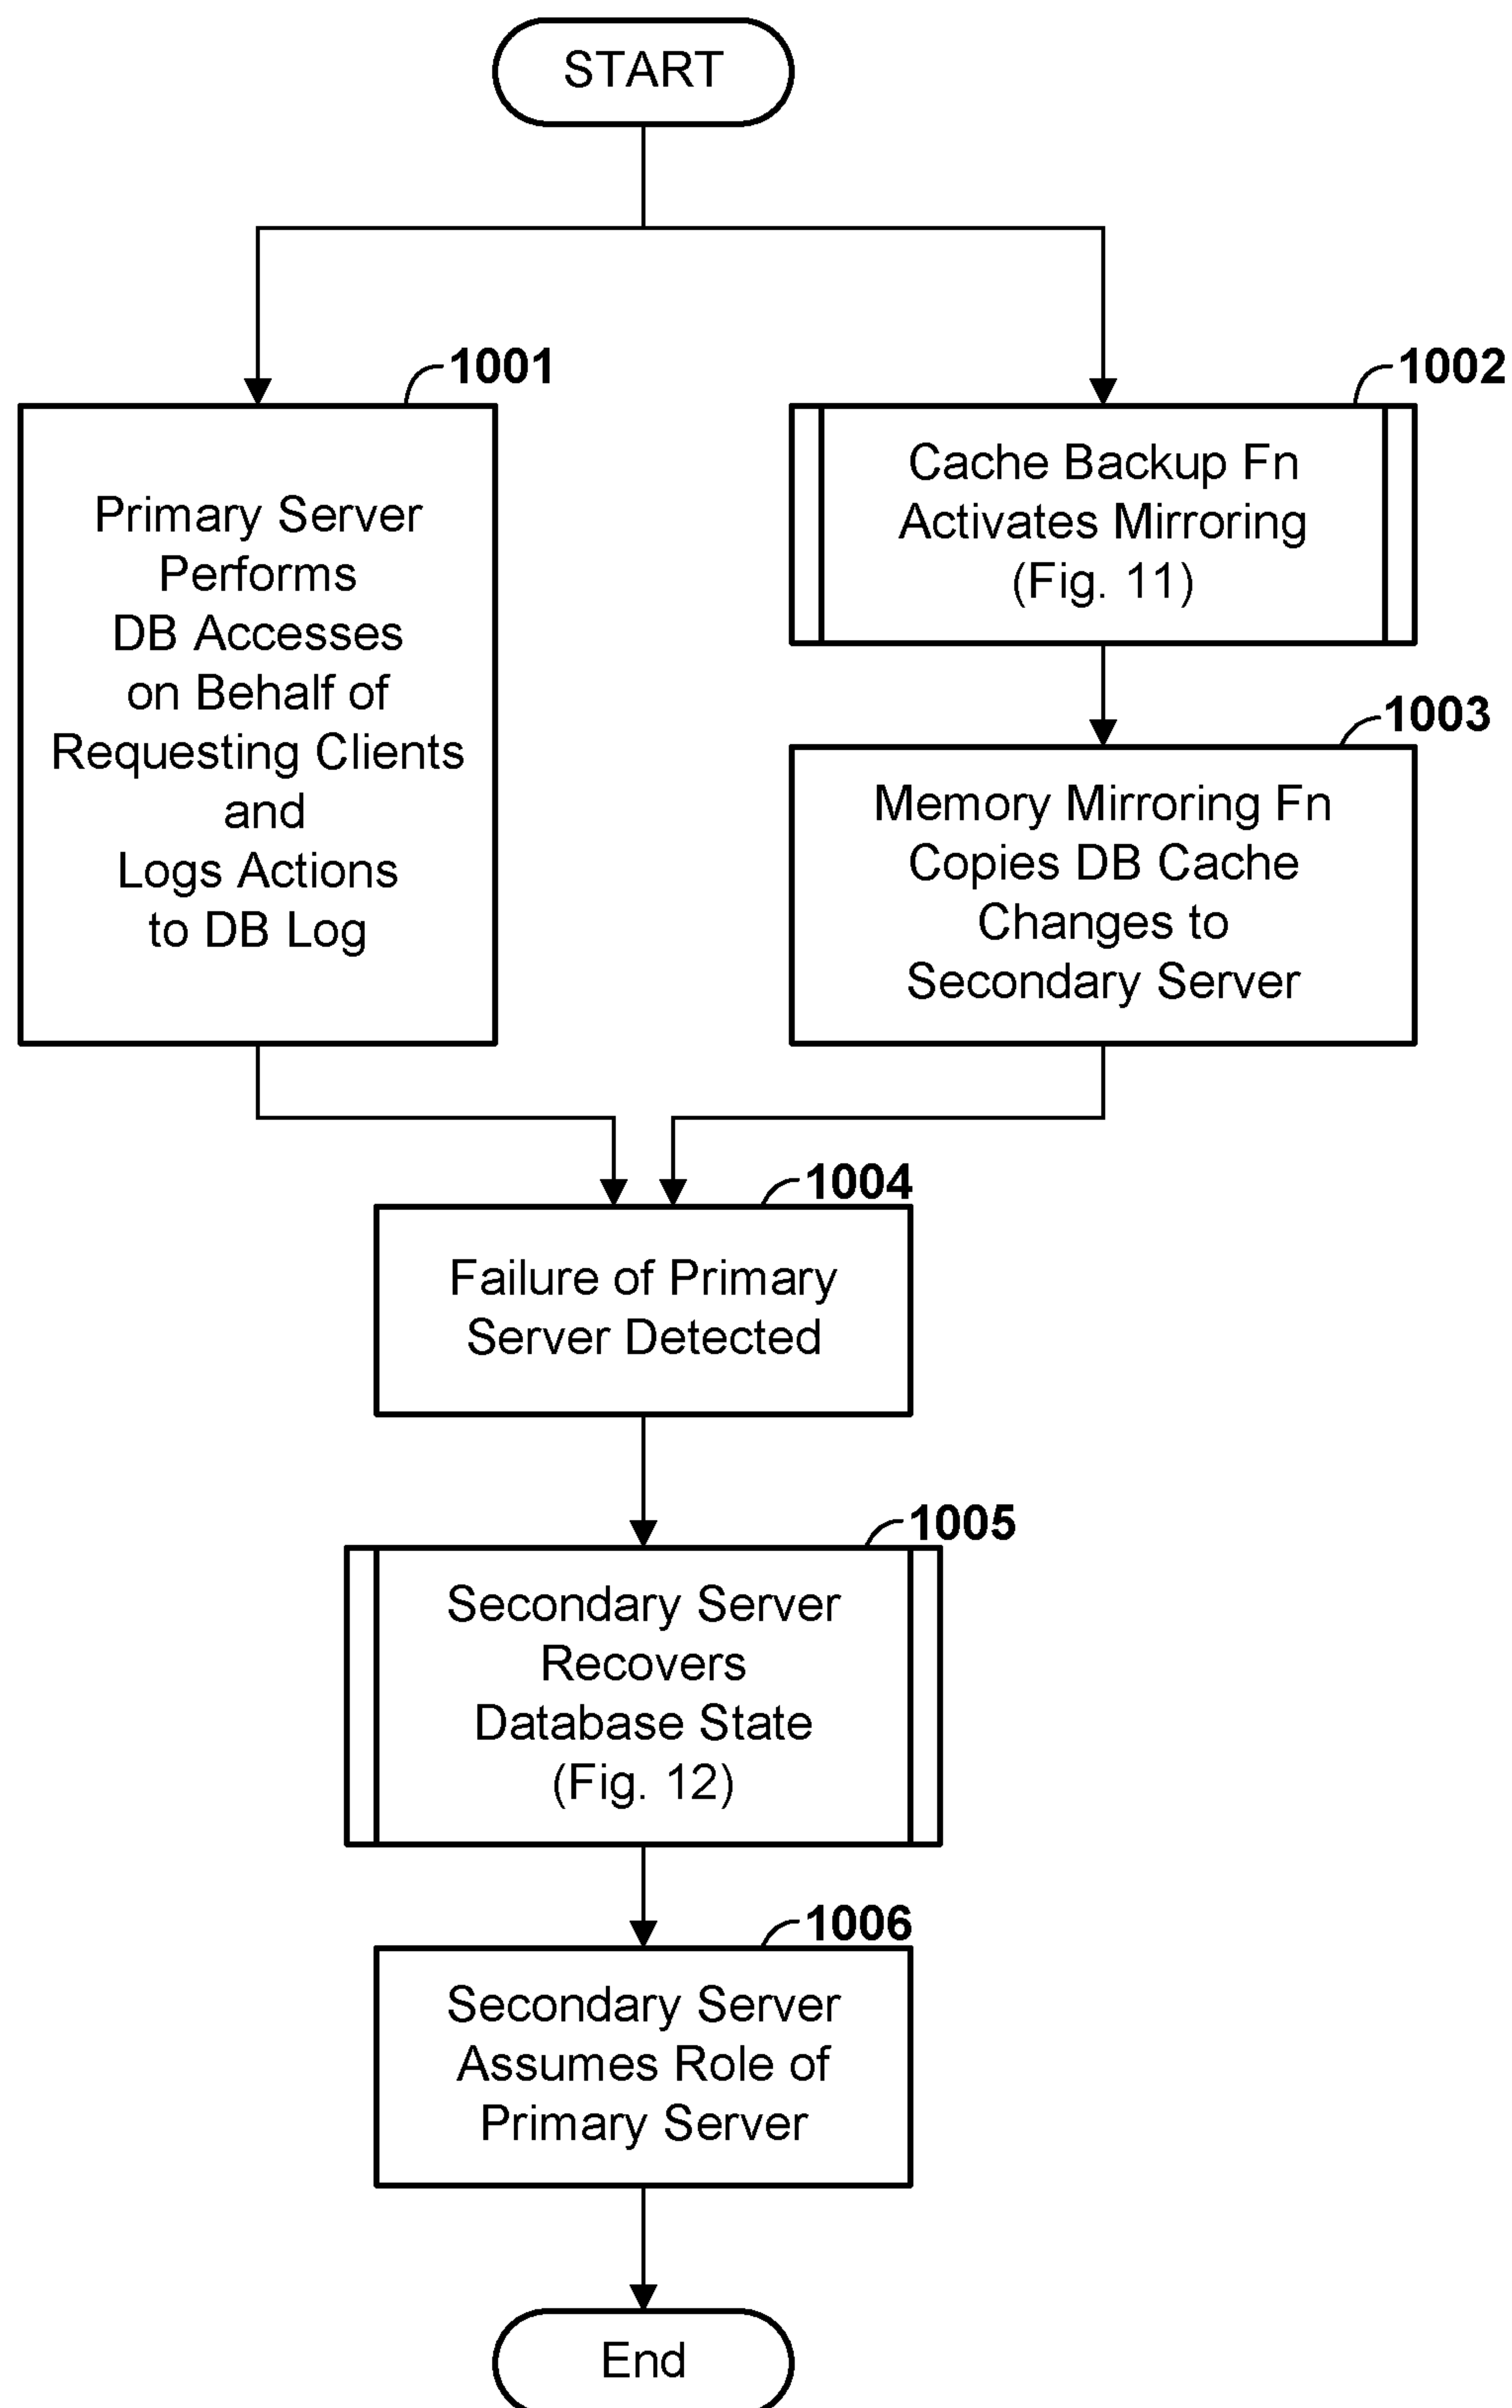 START
1001
Primary Server
Performs
DB Accesses
on Behalf of
Requesting Clients
and
Logs Actions
to DB Log
1002
Cache Backup Fn
Activates Mirroring
(Fig. 11)
1003
Memory Mirroring Fn
Copies DB Cache
Changes to
Secondary Server
1004
Failure of Primary
Server Detected
1005
Secondary Server
Recovers
Database State
(Fig. 12)
1006
Secondary Server
Assumes Role of
Primary Server
End